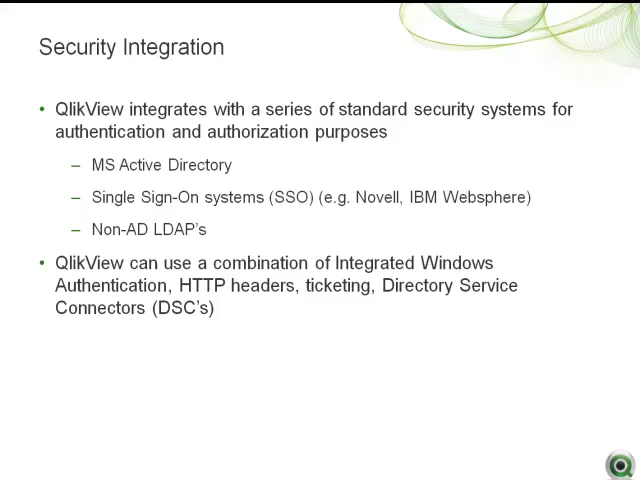 Security Integration
• QlikView integrates with a series of standard security systems for
authentication and authorization purposes
– MS Active Directory
– Single Sign-On systems (SSO) (e.g. Novell, IBM Websphere)
– Non-AD LDAP's
• QlikView can use a combination of Integrated Windows
Authentication, HTTP headers, ticketing, Directory Service
Connectors (DSC's)